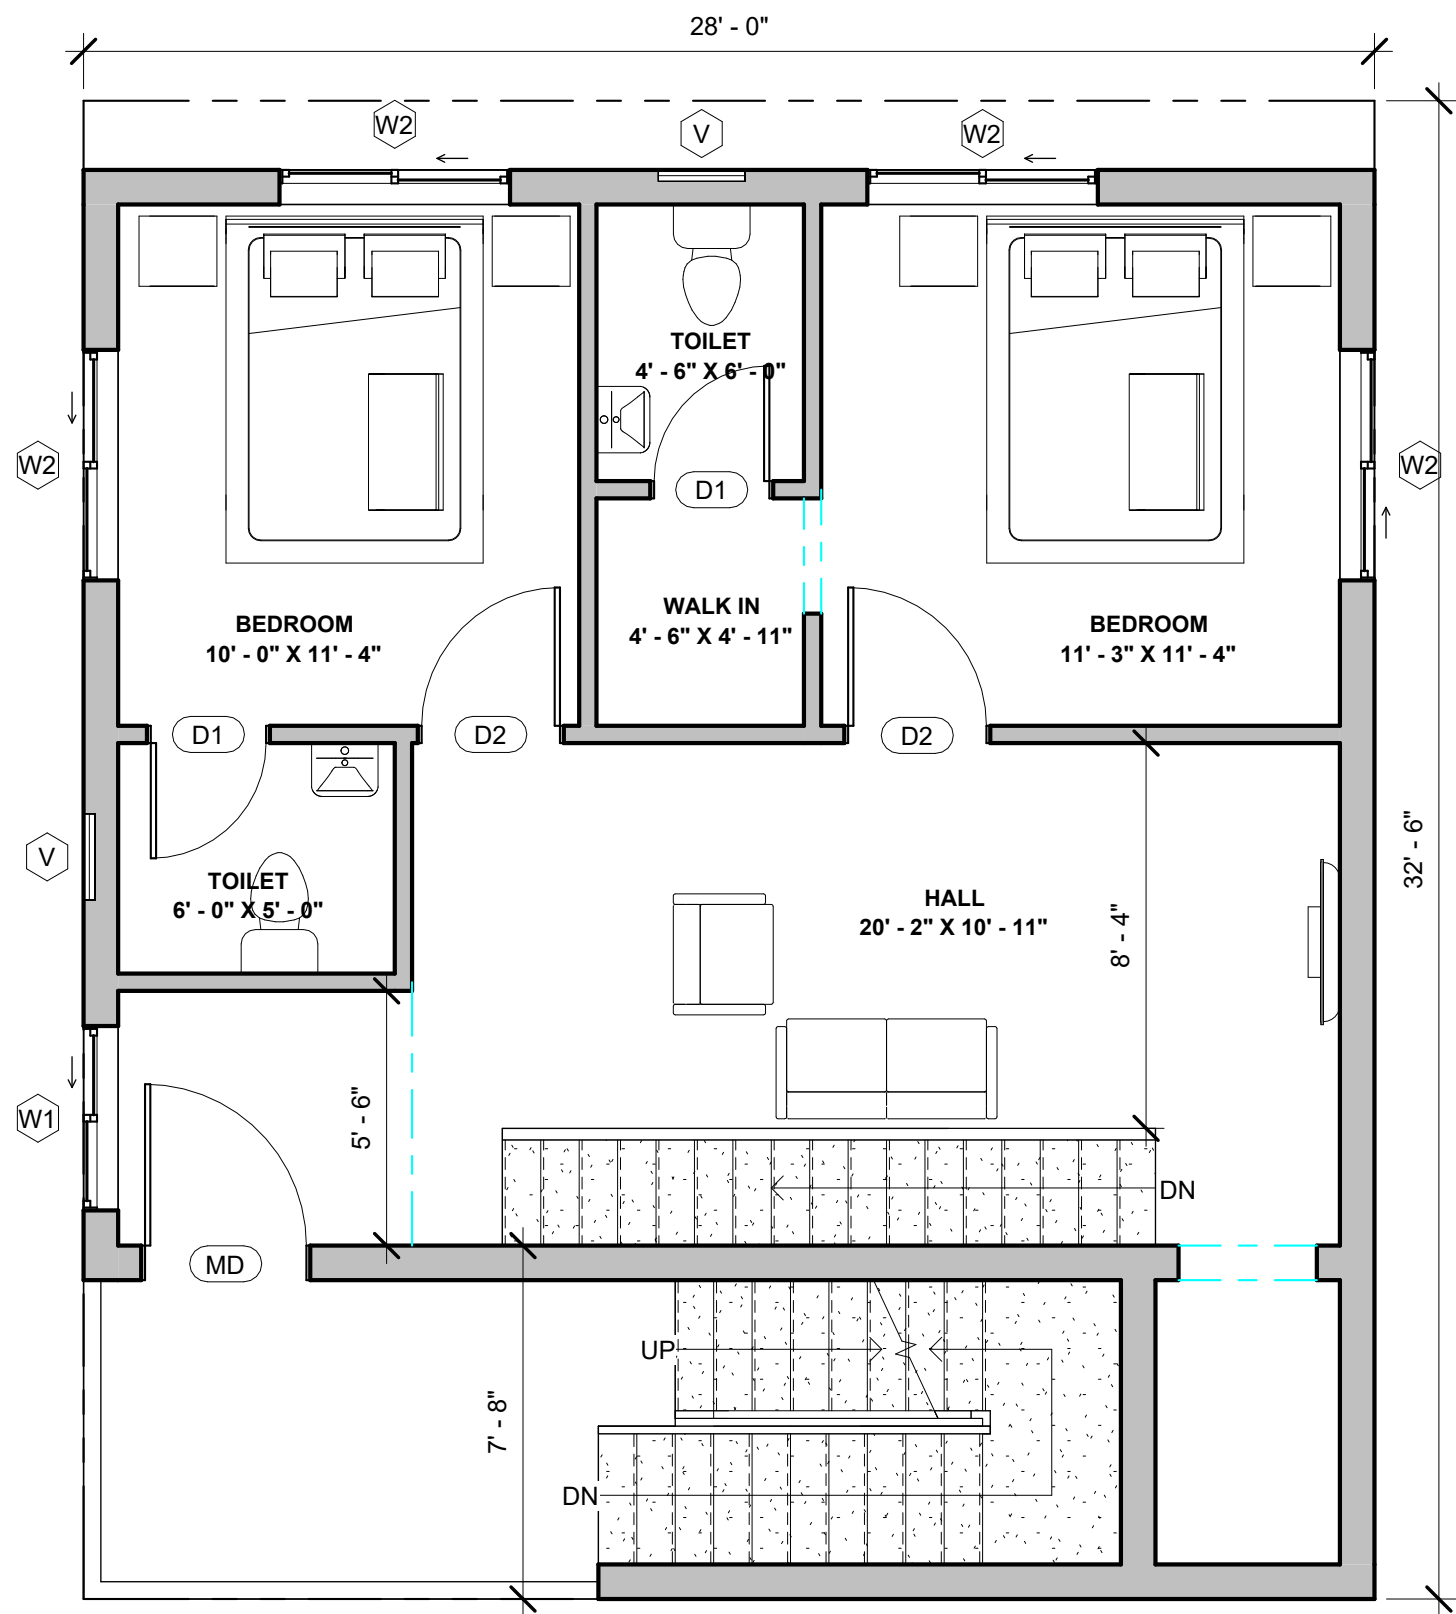 28' - 0"
W2
V
W2
TOILET
4' - 6" X 6' - 0"
W2
W2
D1
WALK IN
4' - 6" X 4' - 11"
BEDROOM
10' - 0" X 11' - 4"
BEDROOM
11' - 3" X 11' - 4"
D1
D2
D2
V
32' - 6"
TOILET
6' - 0" X 5' - 0"
HALL
20' - 2" X 10' - 11"
8' - 4"
W1
5' - 6"
DN
MD
UP
7' - 8"
DN